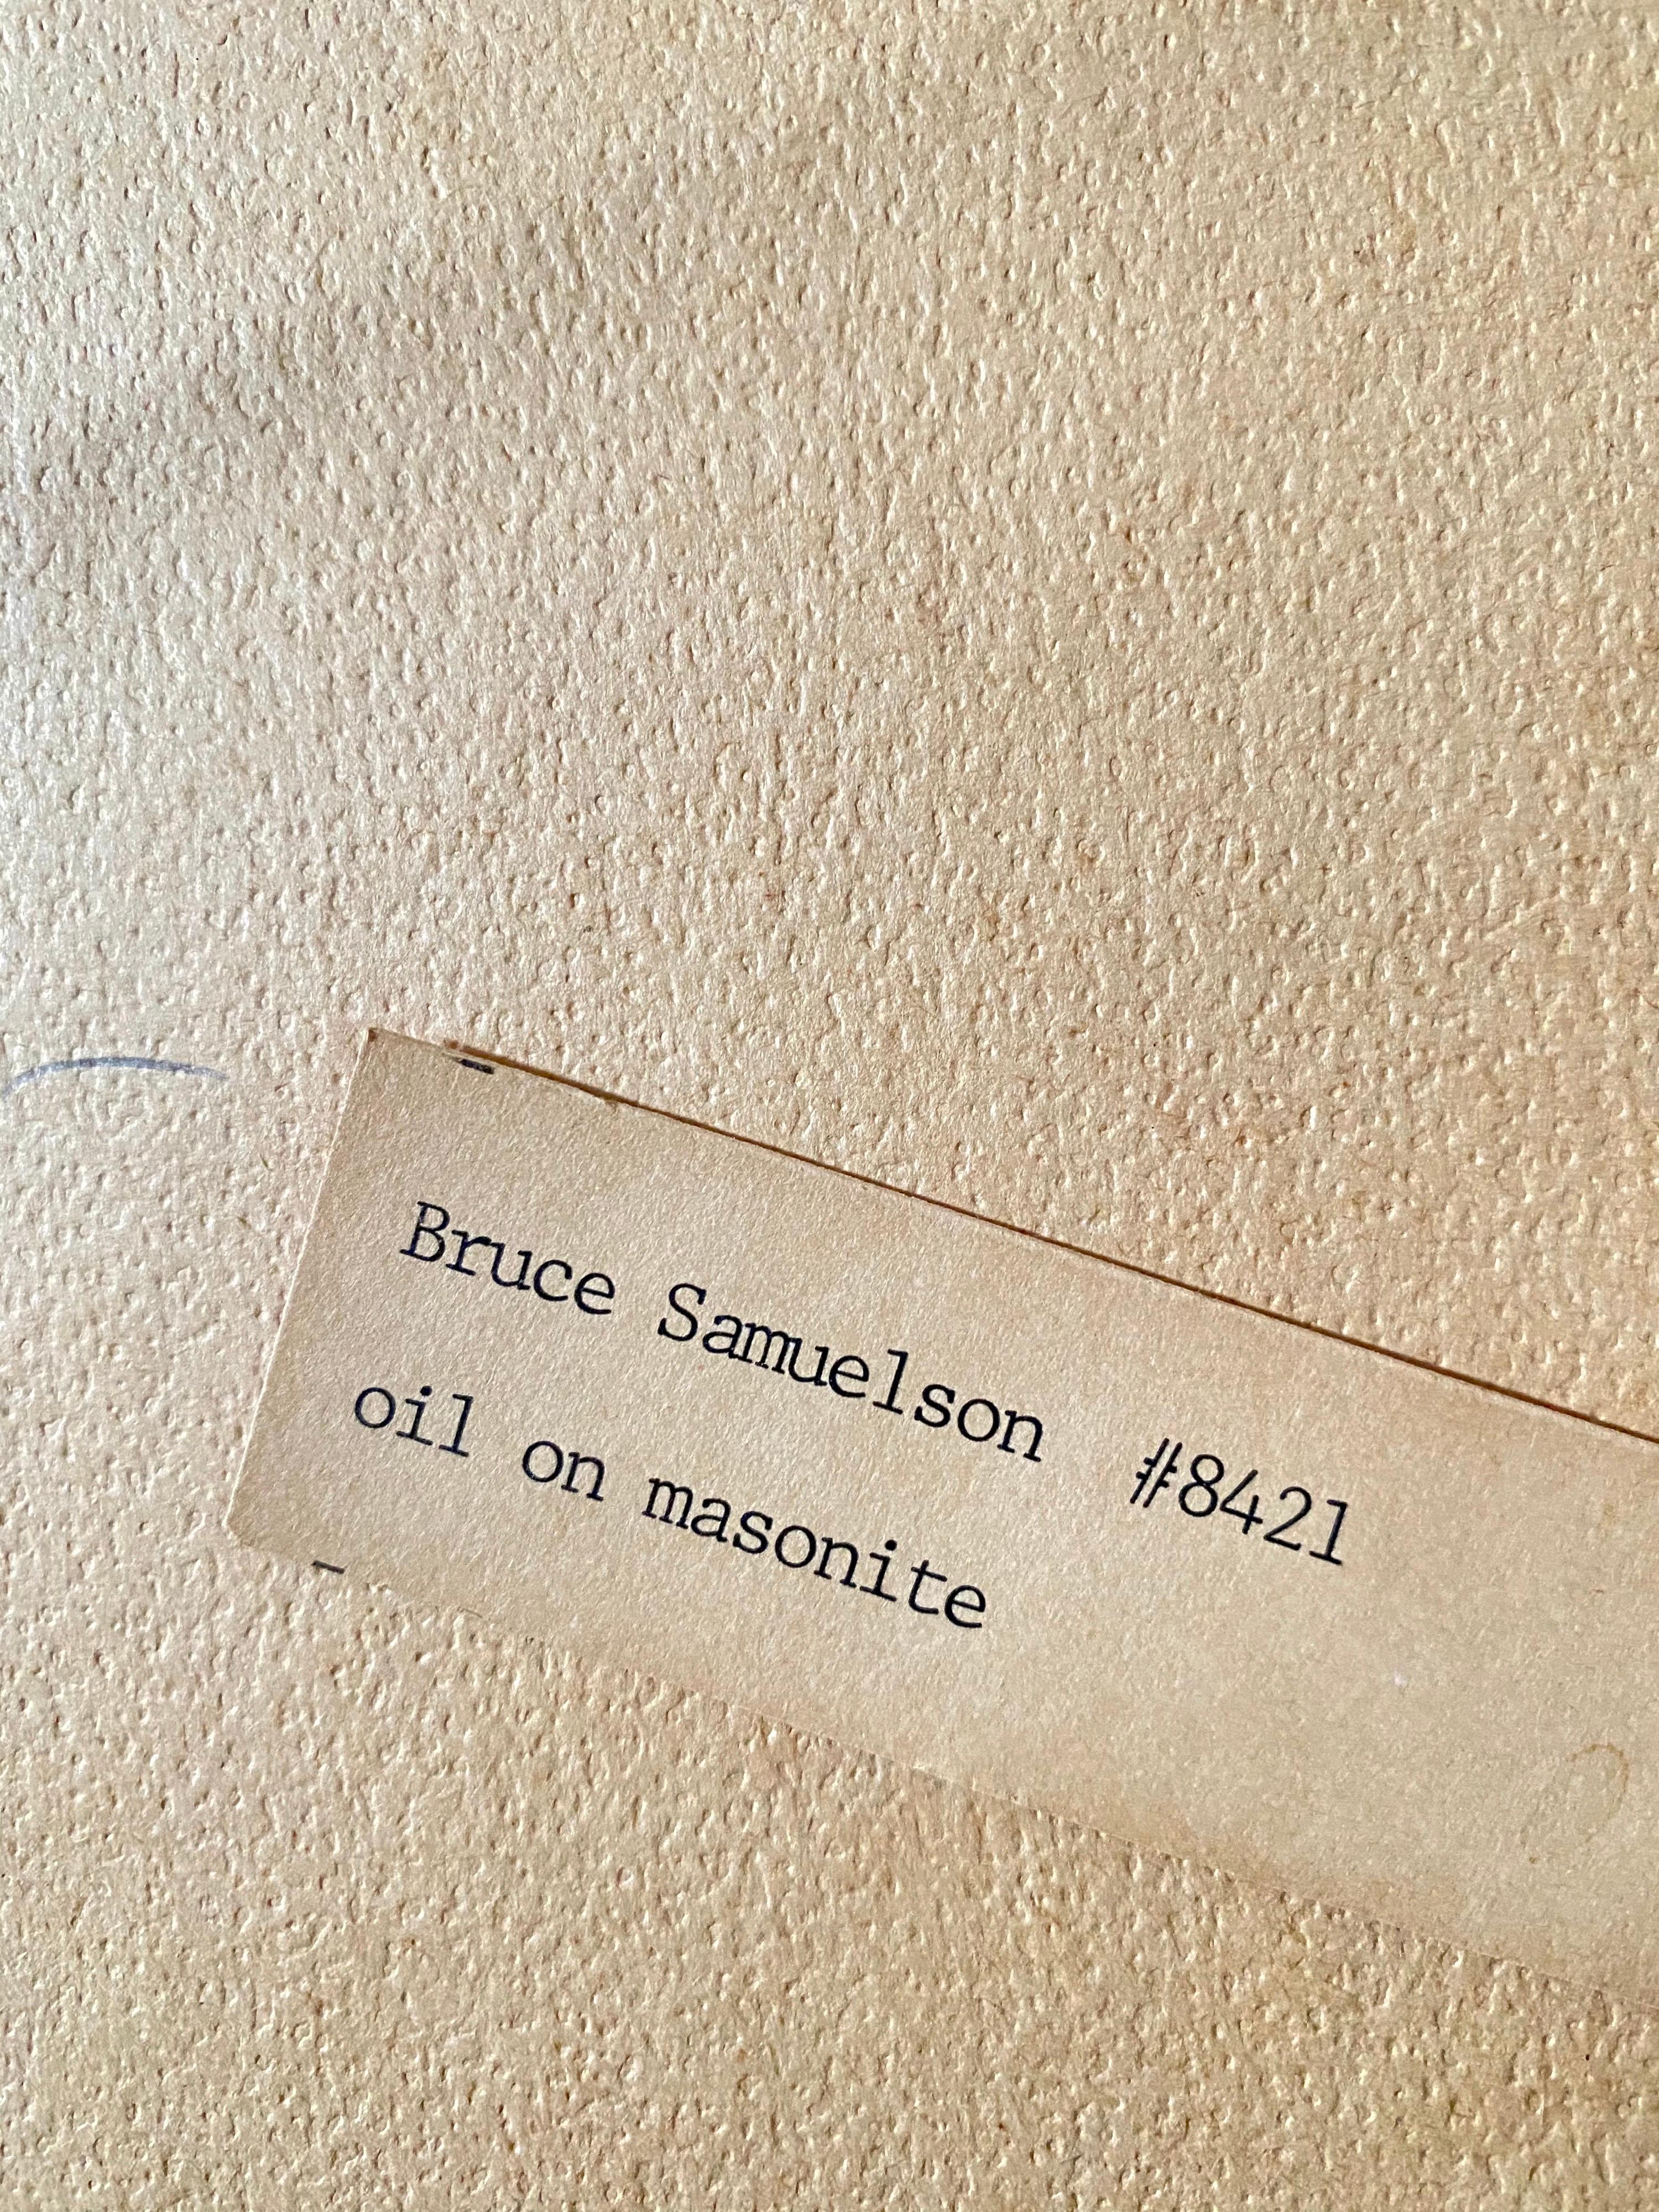 Bruce Samuelson #8421
oil on masonite